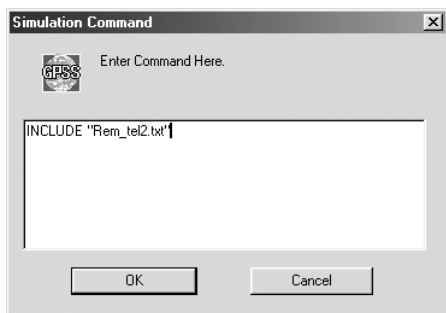 Simulation Command
GPSS
Enter Command Here.
INCLUDE "Rem_tel2.txt"
OK
Cancel